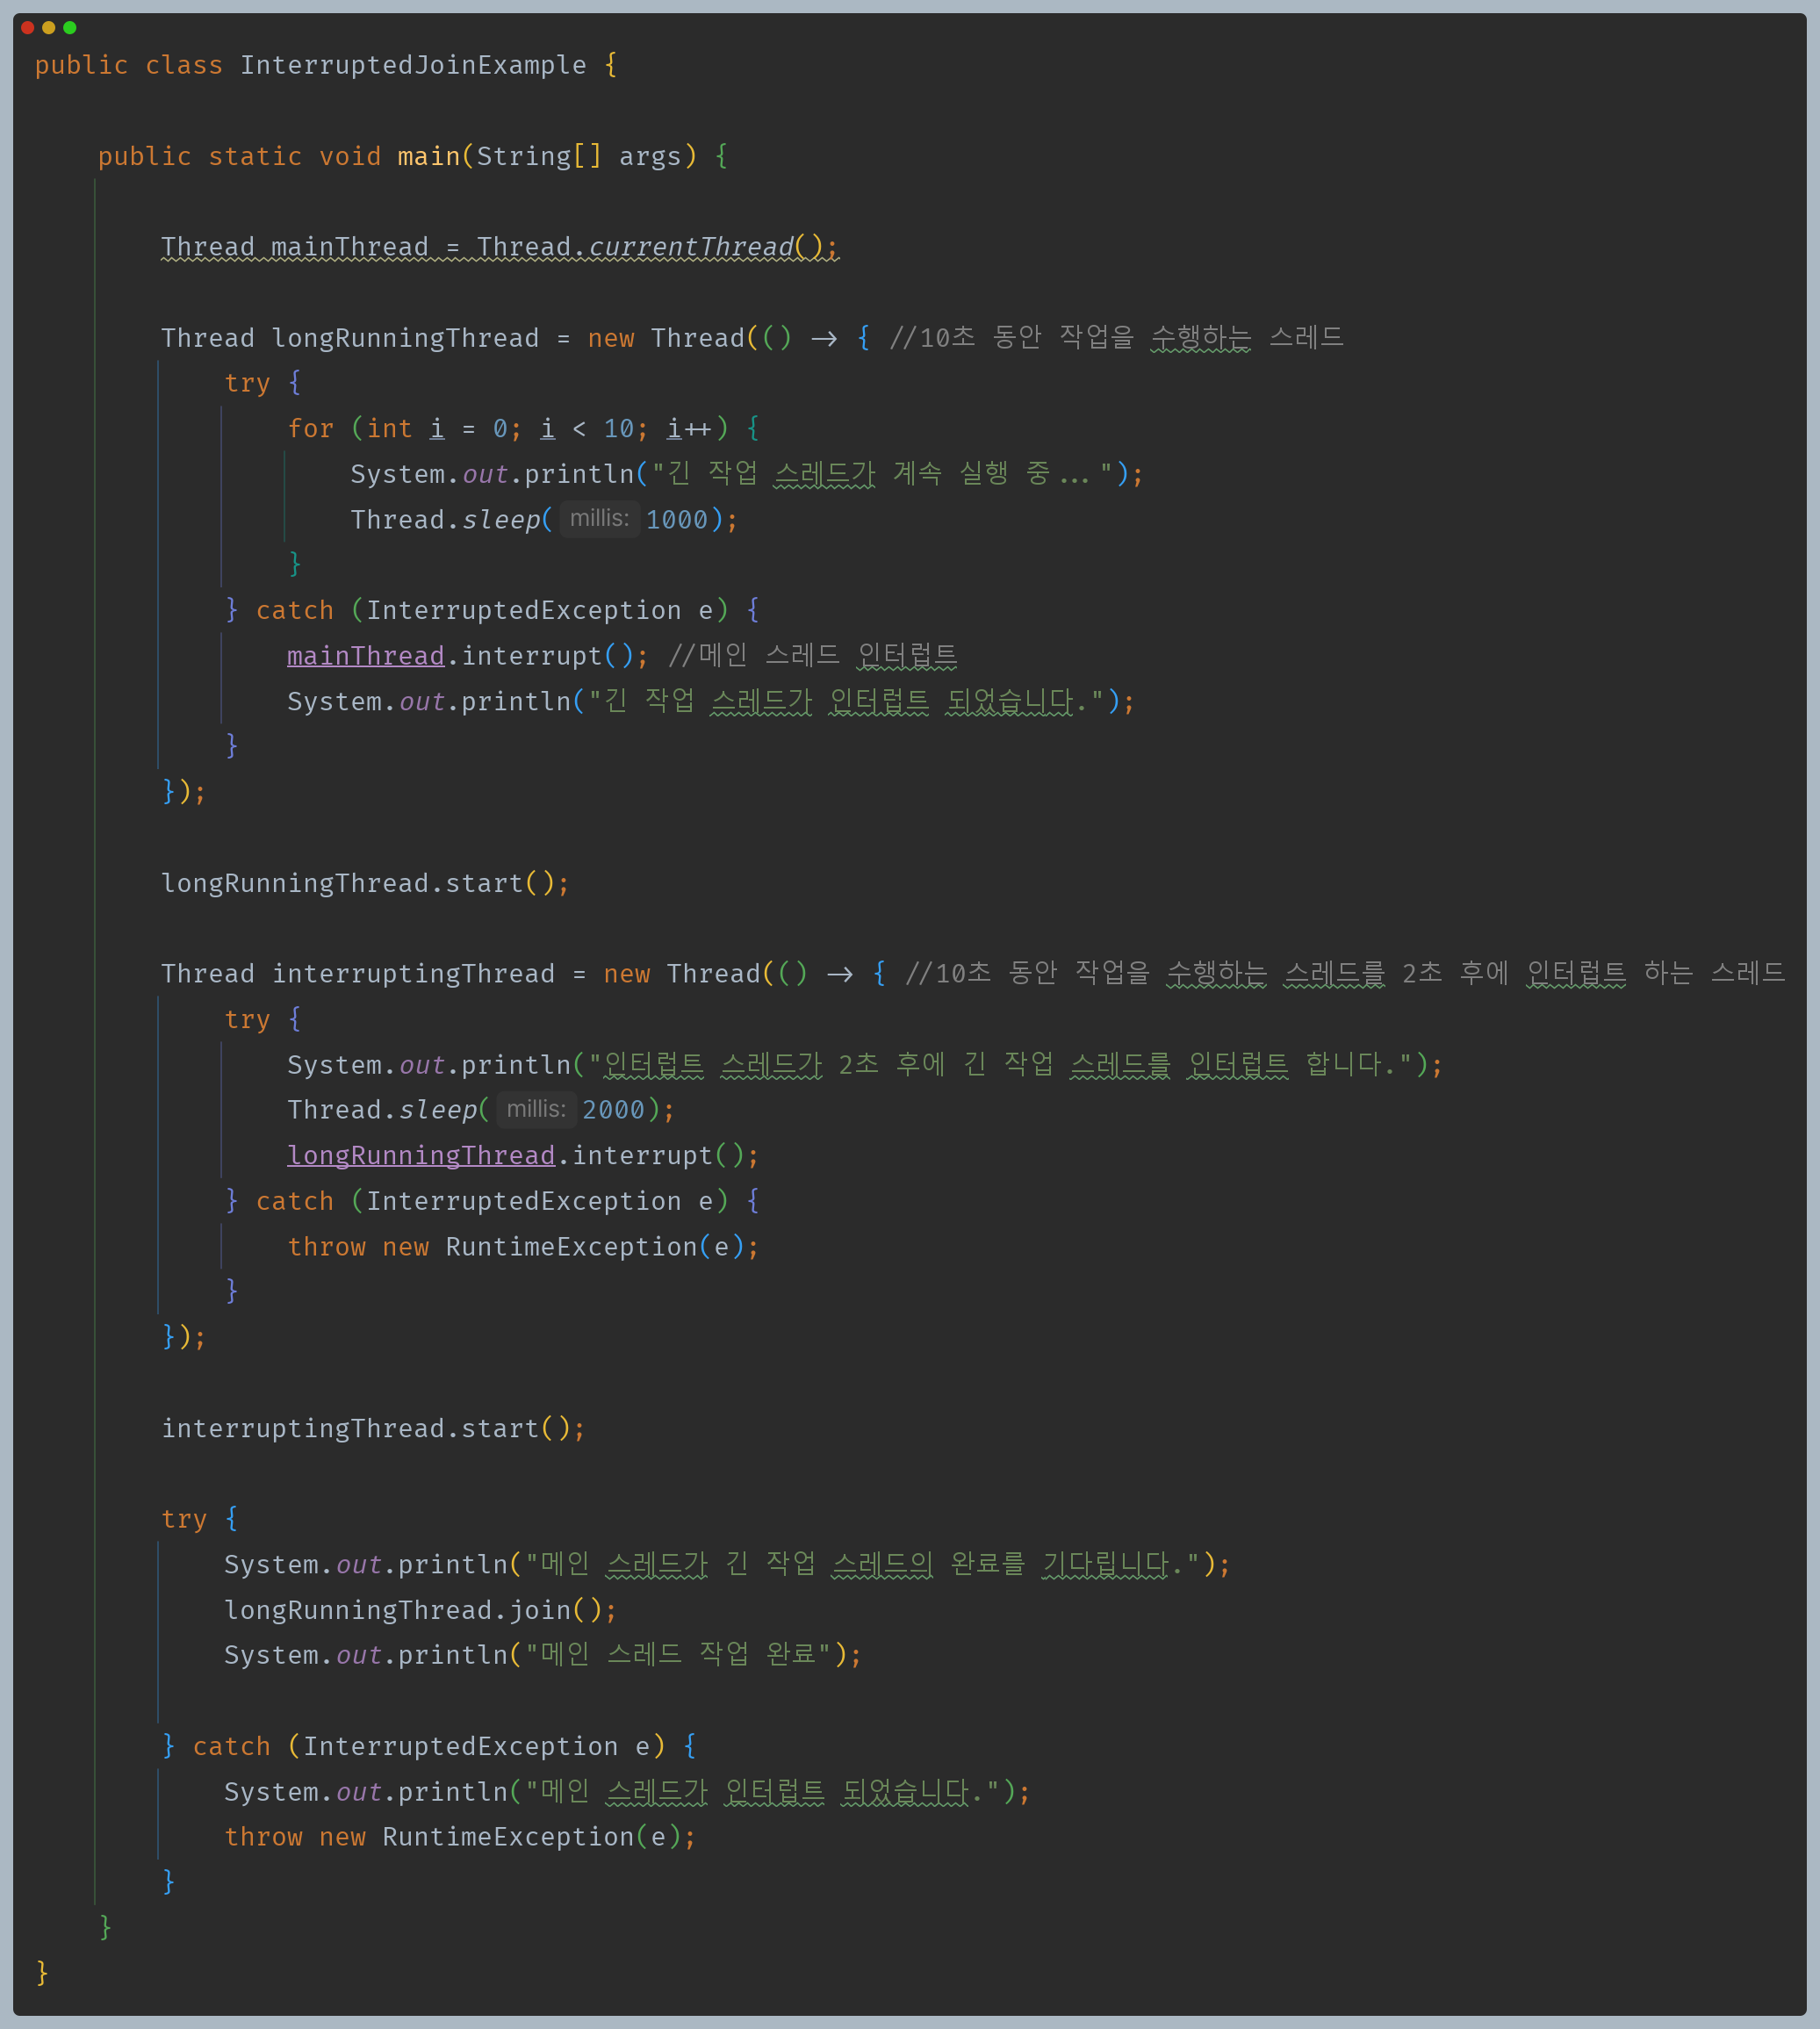 public class InterruptedJoinExample {
public static void main(String[] args) {
Thread mainThread = Thread.currentThread();
Thread longRunningThread = new Thread(() -> { //10초 동안 작업을 수행하는 스레드
try {
for (int i = 0; i < 10; i++) {
System.out.println("긴 작업 스레드가 계속 실행 중...");
Thread.sleep( millis: 1000);
}
} catch (InterruptedException e) {
mainThread.interrupt(); //메인 스레드 인터럽트
System.out.println("긴 작업 스레드가 인터럽트 되었습니다.");
}
});
longRunningThread.start();
Thread interruptingThread = new Thread(() -> { //10초 동안 작업을 수행하는 스레드를 2초 후에 인터럽트 하는 스레드
try {
System.out.println("인터럽트 스레드가 2초 후에 긴 작업 스레드를 인터럽트 합니다.");
Thread.sleep( millis: 2000);
longRunningThread.interrupt();
} catch (InterruptedException e) {
throw new RuntimeException(e);
}
});
interruptingThread.start();
try {
System.out.println("메인 스레드가 긴 작업 스레드의 완료를 기다립니다.");
longRunningThread.join();
System.out.println("메인 스레드 작업 완료");
} catch (InterruptedException e) {
System.out.println("메인 스레드가 인터럽트 되었습니다.");
throw new RuntimeException(e);
}
}
}